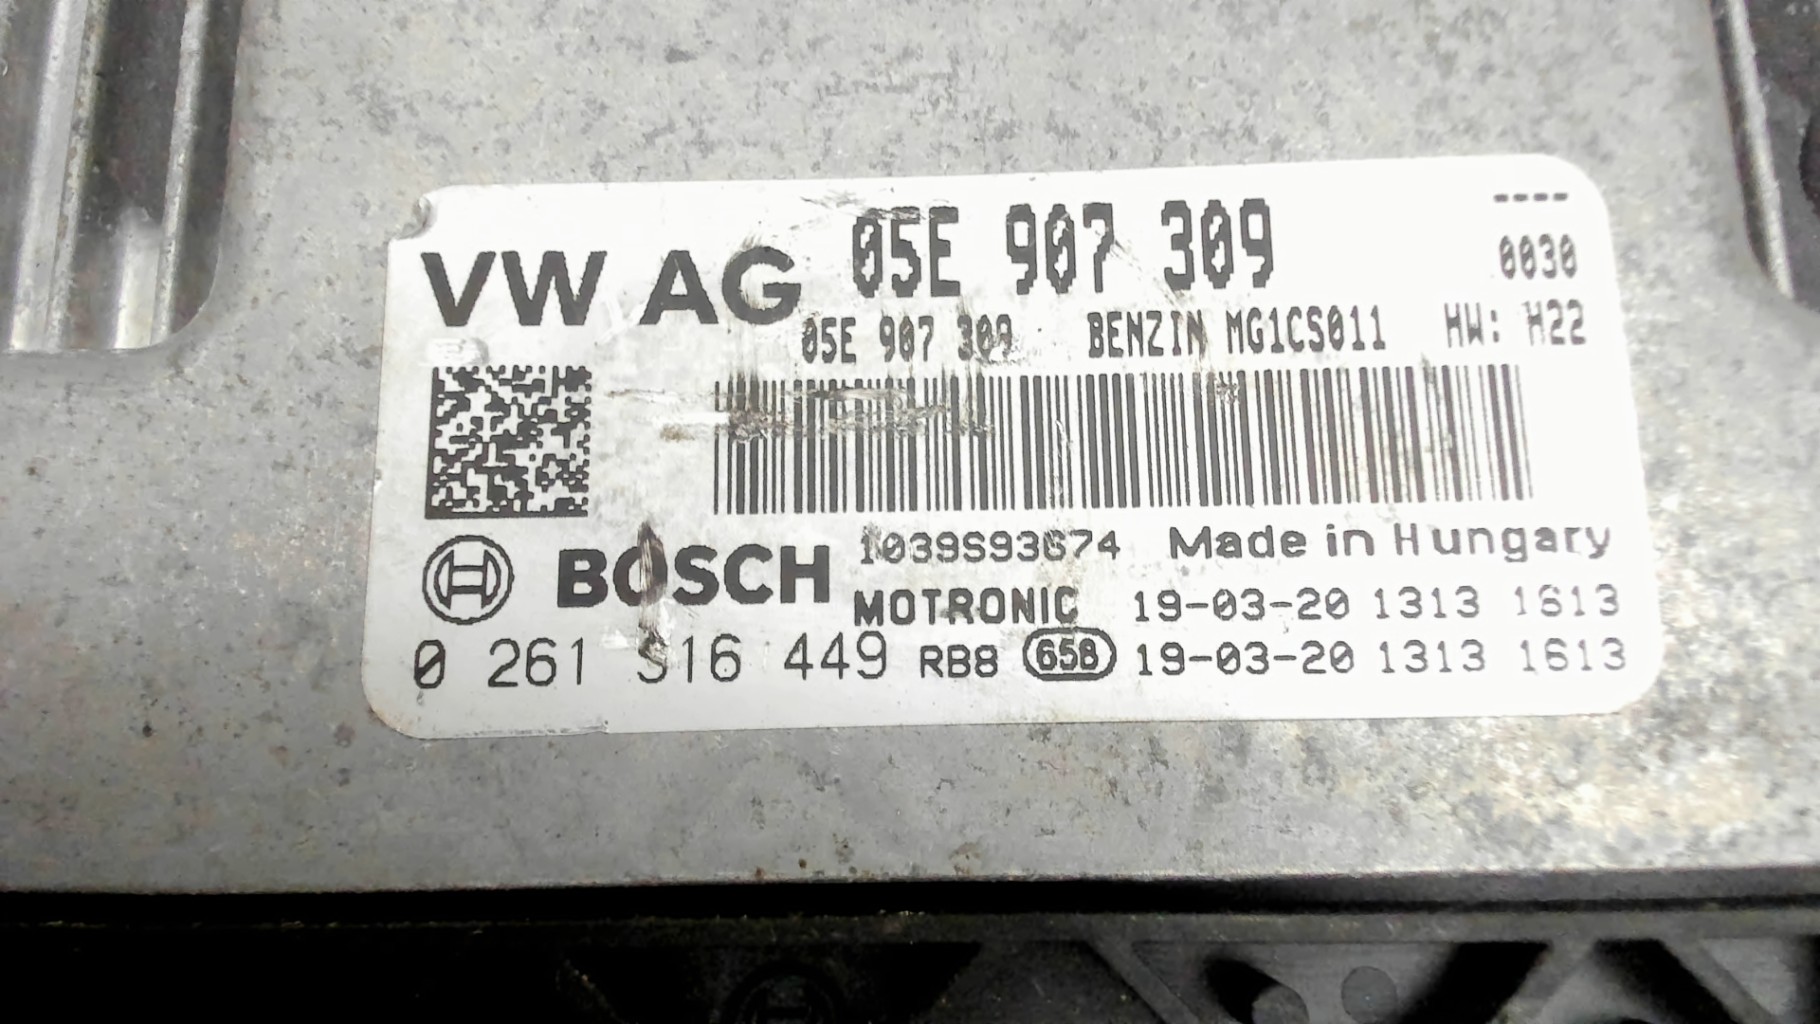 ----
VW AG 05E 907 309 0030
05E 907 309 BENZIN MG1CS011 HW: H22
BOSCH 1039S93674 Made in Hungary
MOTRONIC 19-03-20 1313 1613
0 261 S16 449 RB8 658 19-03-20 1313 1613